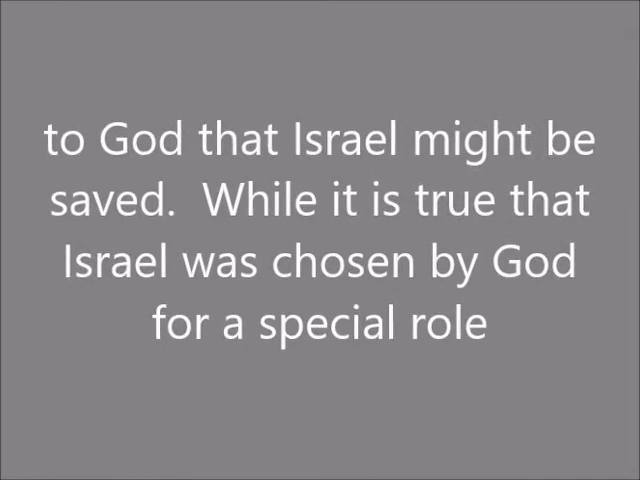 to God that Israel might be
saved.  While it is true that
Israel was chosen by God
for a special role